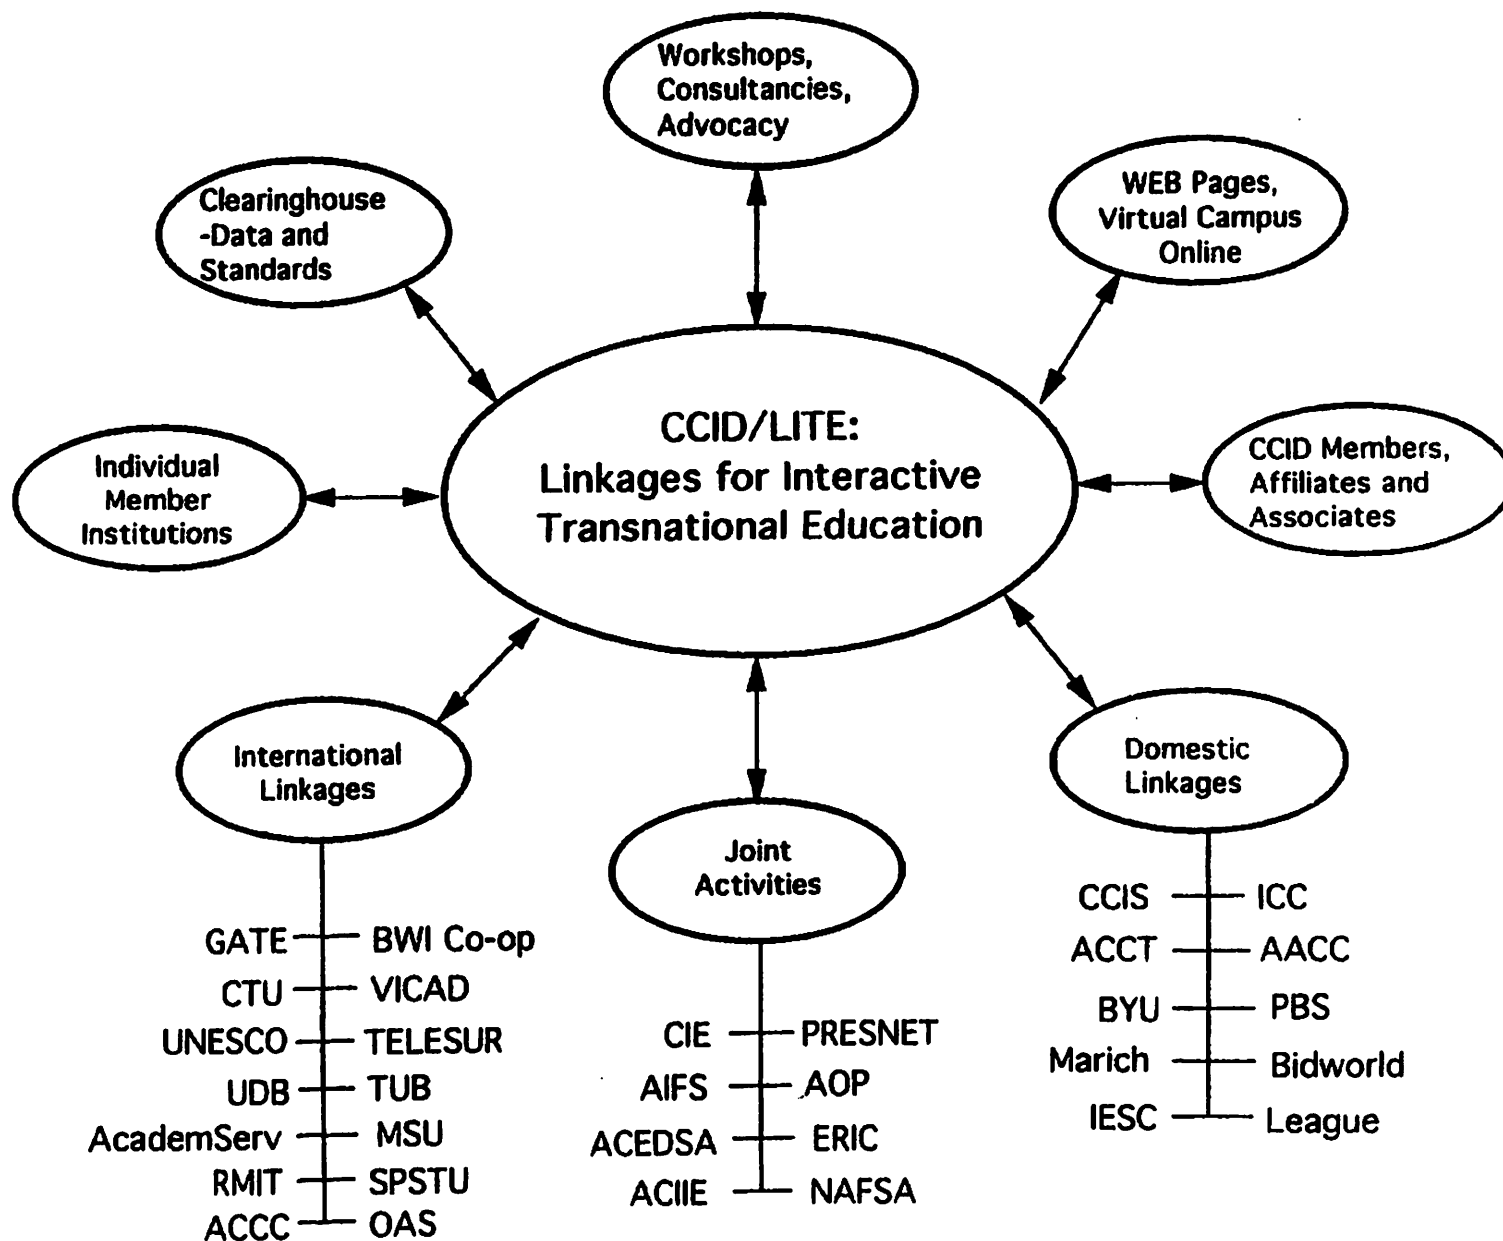 Workshops,
Consultancies,
Advocacy
Clearinghouse
-Data and
Standards
WEB Pages,
Virtual Campus
Online
CCID/LITE:
Linkages for Interactive
Transnational Education
Individual
Member
Institutions
CCID Members,
Affiliates and
Associates
International
Linkages
GATE BWI Co-op
CTU VICAD
UNESCO TELESUR
UDB TUB
AcademServ MSU
RMIT SPSTU
ACCC OAS
Joint
Activities
CIE PRESNET
AIFS AOP
ACEDSA ERIC
ACIIE NAFSA
Domestic
Linkages
CCIS ICC
ACCT AACC
BYU PBS
Marich Bidworld
IESC League